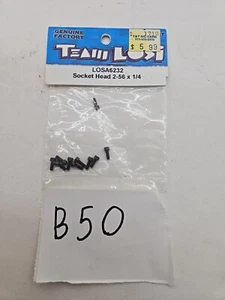 GENUINE
FACTORY
TEAM LOSI
$ 5.99
LOSA6232
Socket Head 2-56 x 1/4
B50